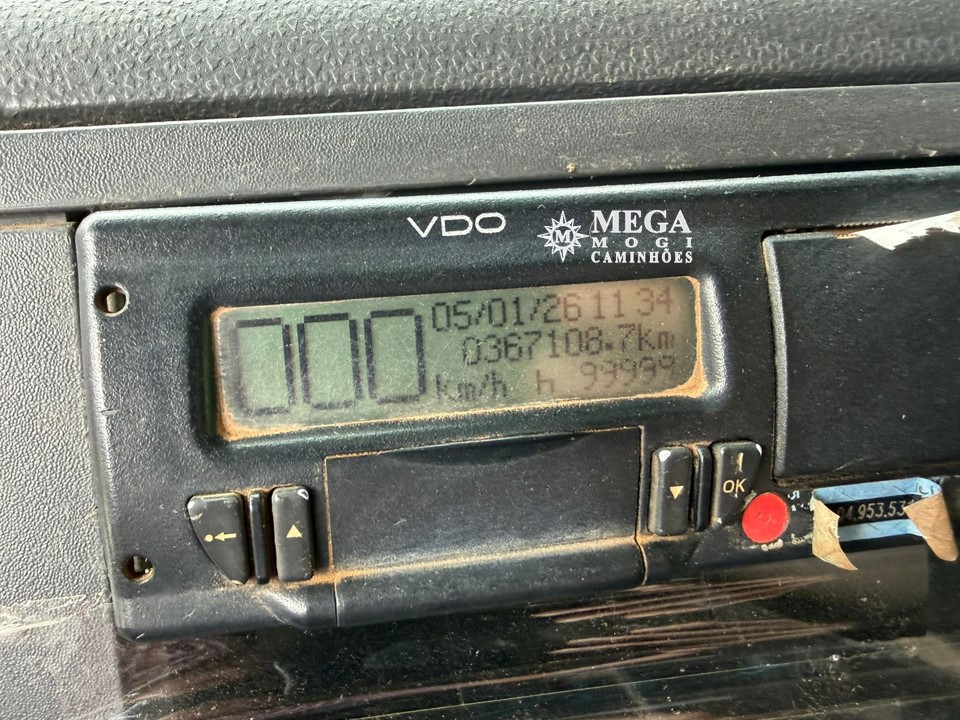 VDO
MEGA
MOGI
CAMINHÕES
000
05/01/26 11 34
0367108.7km
km/h h 99999
OK